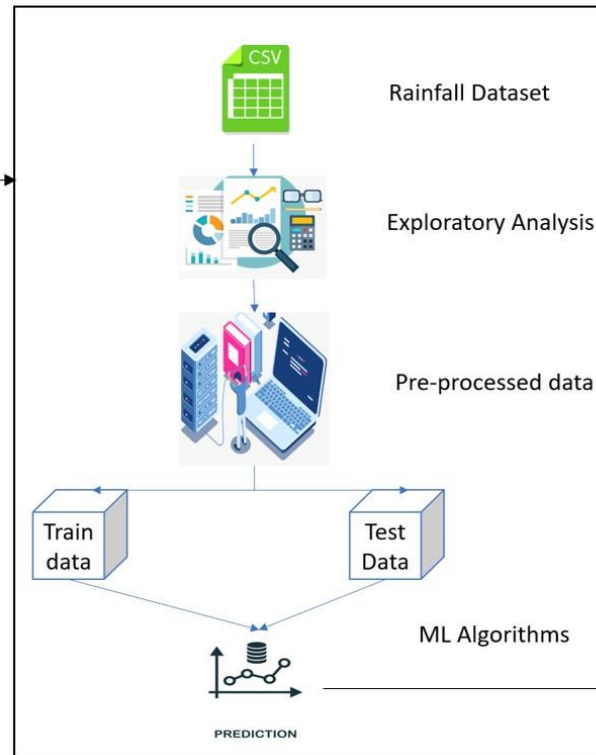 CSV
Rainfall Dataset
Exploratory Analysis
Pre-processed data
Train
data
Test
Data
ML Algorithms
PREDICTION